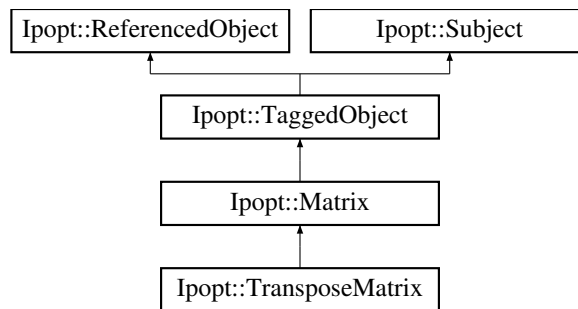 Ipopt::ReferencedObject
Ipopt::Subject
Ipopt::TaggedObject
Ipopt::Matrix
Ipopt::TransposeMatrix